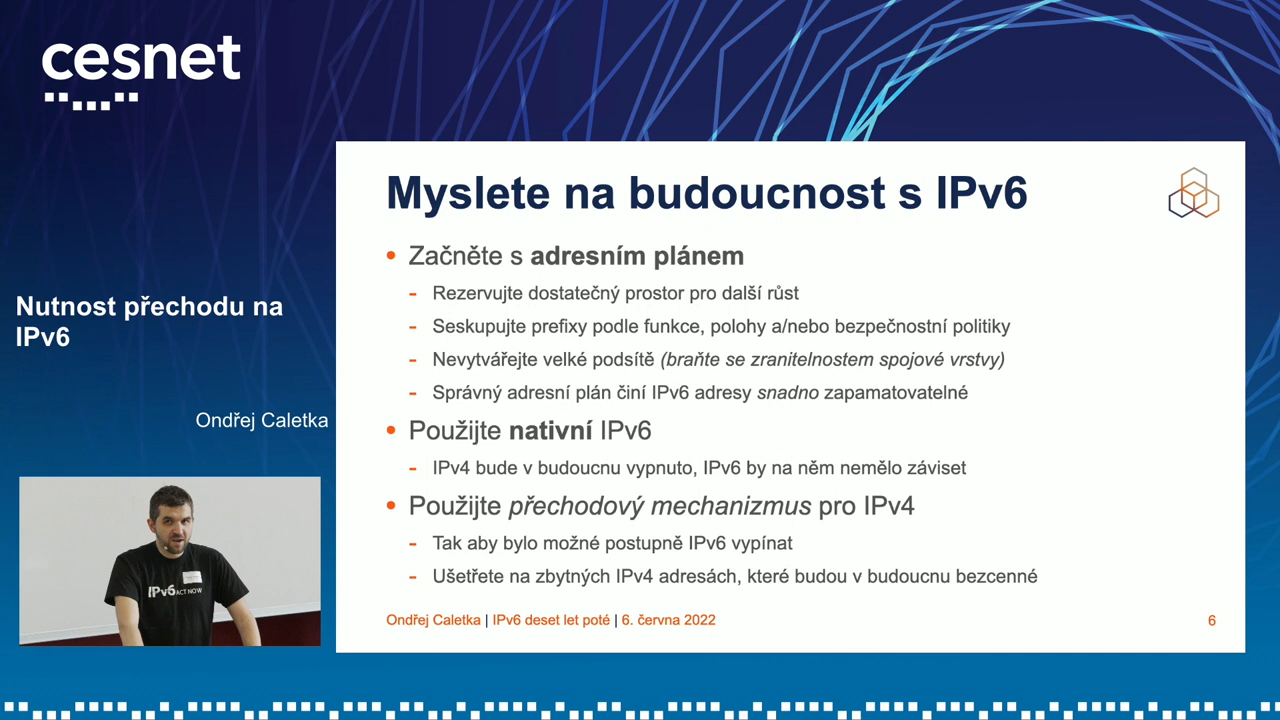 cesnet
Nutnost přechodu na
IPv6
Ondřej Caletka
IPv6 ACT NOW
Myslete na budoucnost s IPv6
• Začněte s adresním plánem
- Rezervujte dostatečný prostor pro další růst
- Seskupujte prefixy podle funkce, polohy a/nebo bezpečnostní politiky
- Nevytvářejte velké podsítě (braňte se zranitelnostem spojové vrstvy)
- Správný adresní plán činí IPv6 adresy snadno zapamatovatelné
• Použijte nativní IPv6
- IPv4 bude v budoucnu vypnuto, IPv6 by na něm nemělo záviset
• Použijte přechodový mechanizmus pro IPv4
- Tak aby bylo možné postupně IPv6 vypínat
- Ušetřete na zbytných IPv4 adresách, které budou v budoucnu bezcenné
Ondřej Caletka | IPv6 deset let poté | 6. června 2022
6